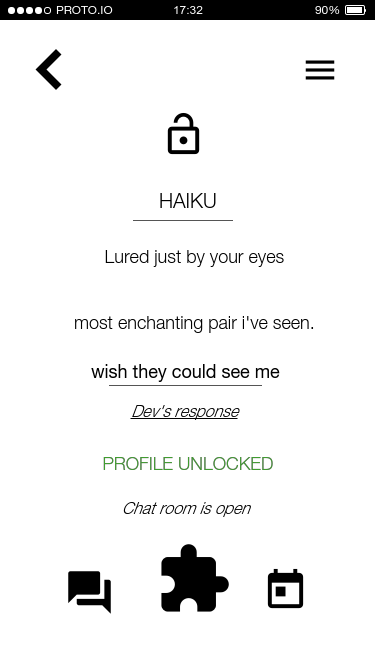 PROTO.IO 17:32 90%
HAIKU
Lured just by your eyes
most enchanting pair i've seen.
wish they could see me
Dev's response
PROFILE UNLOCKED
Chat room is open